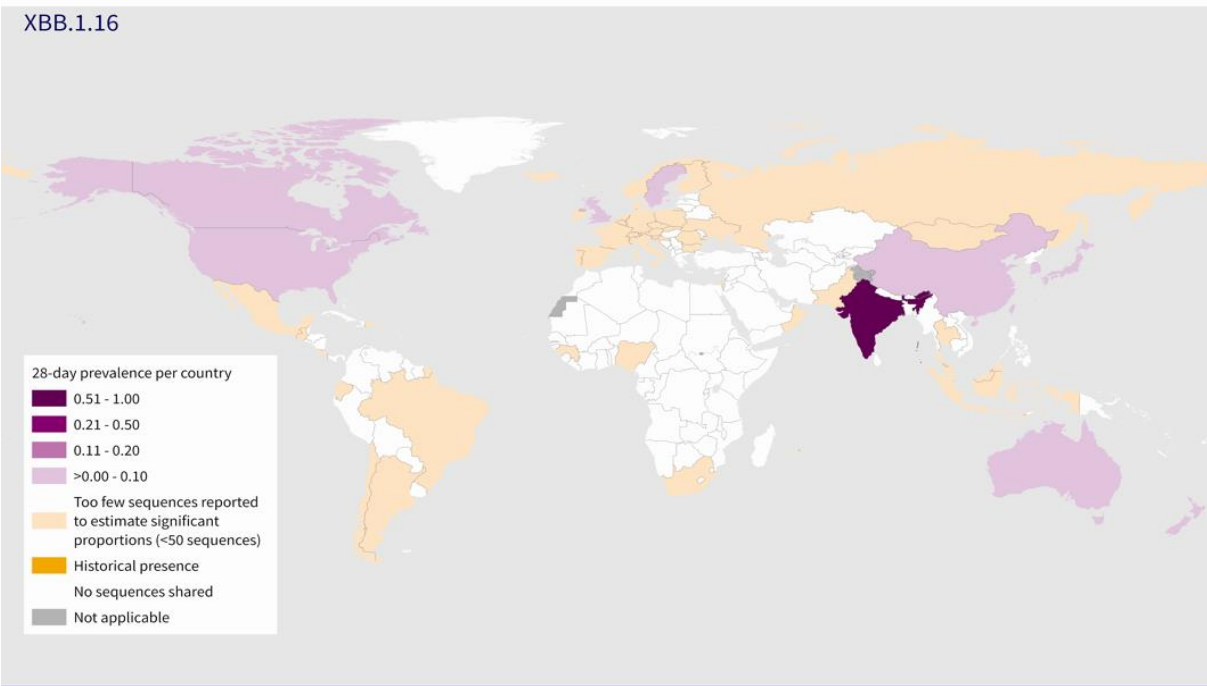 XBB.1.16
28-day prevalence per country
0.51 - 1.00
0.21 - 0.50
0.11 - 0.20
>0.00 - 0.10
Too few sequences reported
to estimate significant
proportions (<50 sequences)
Historical presence
No sequences shared
Not applicable